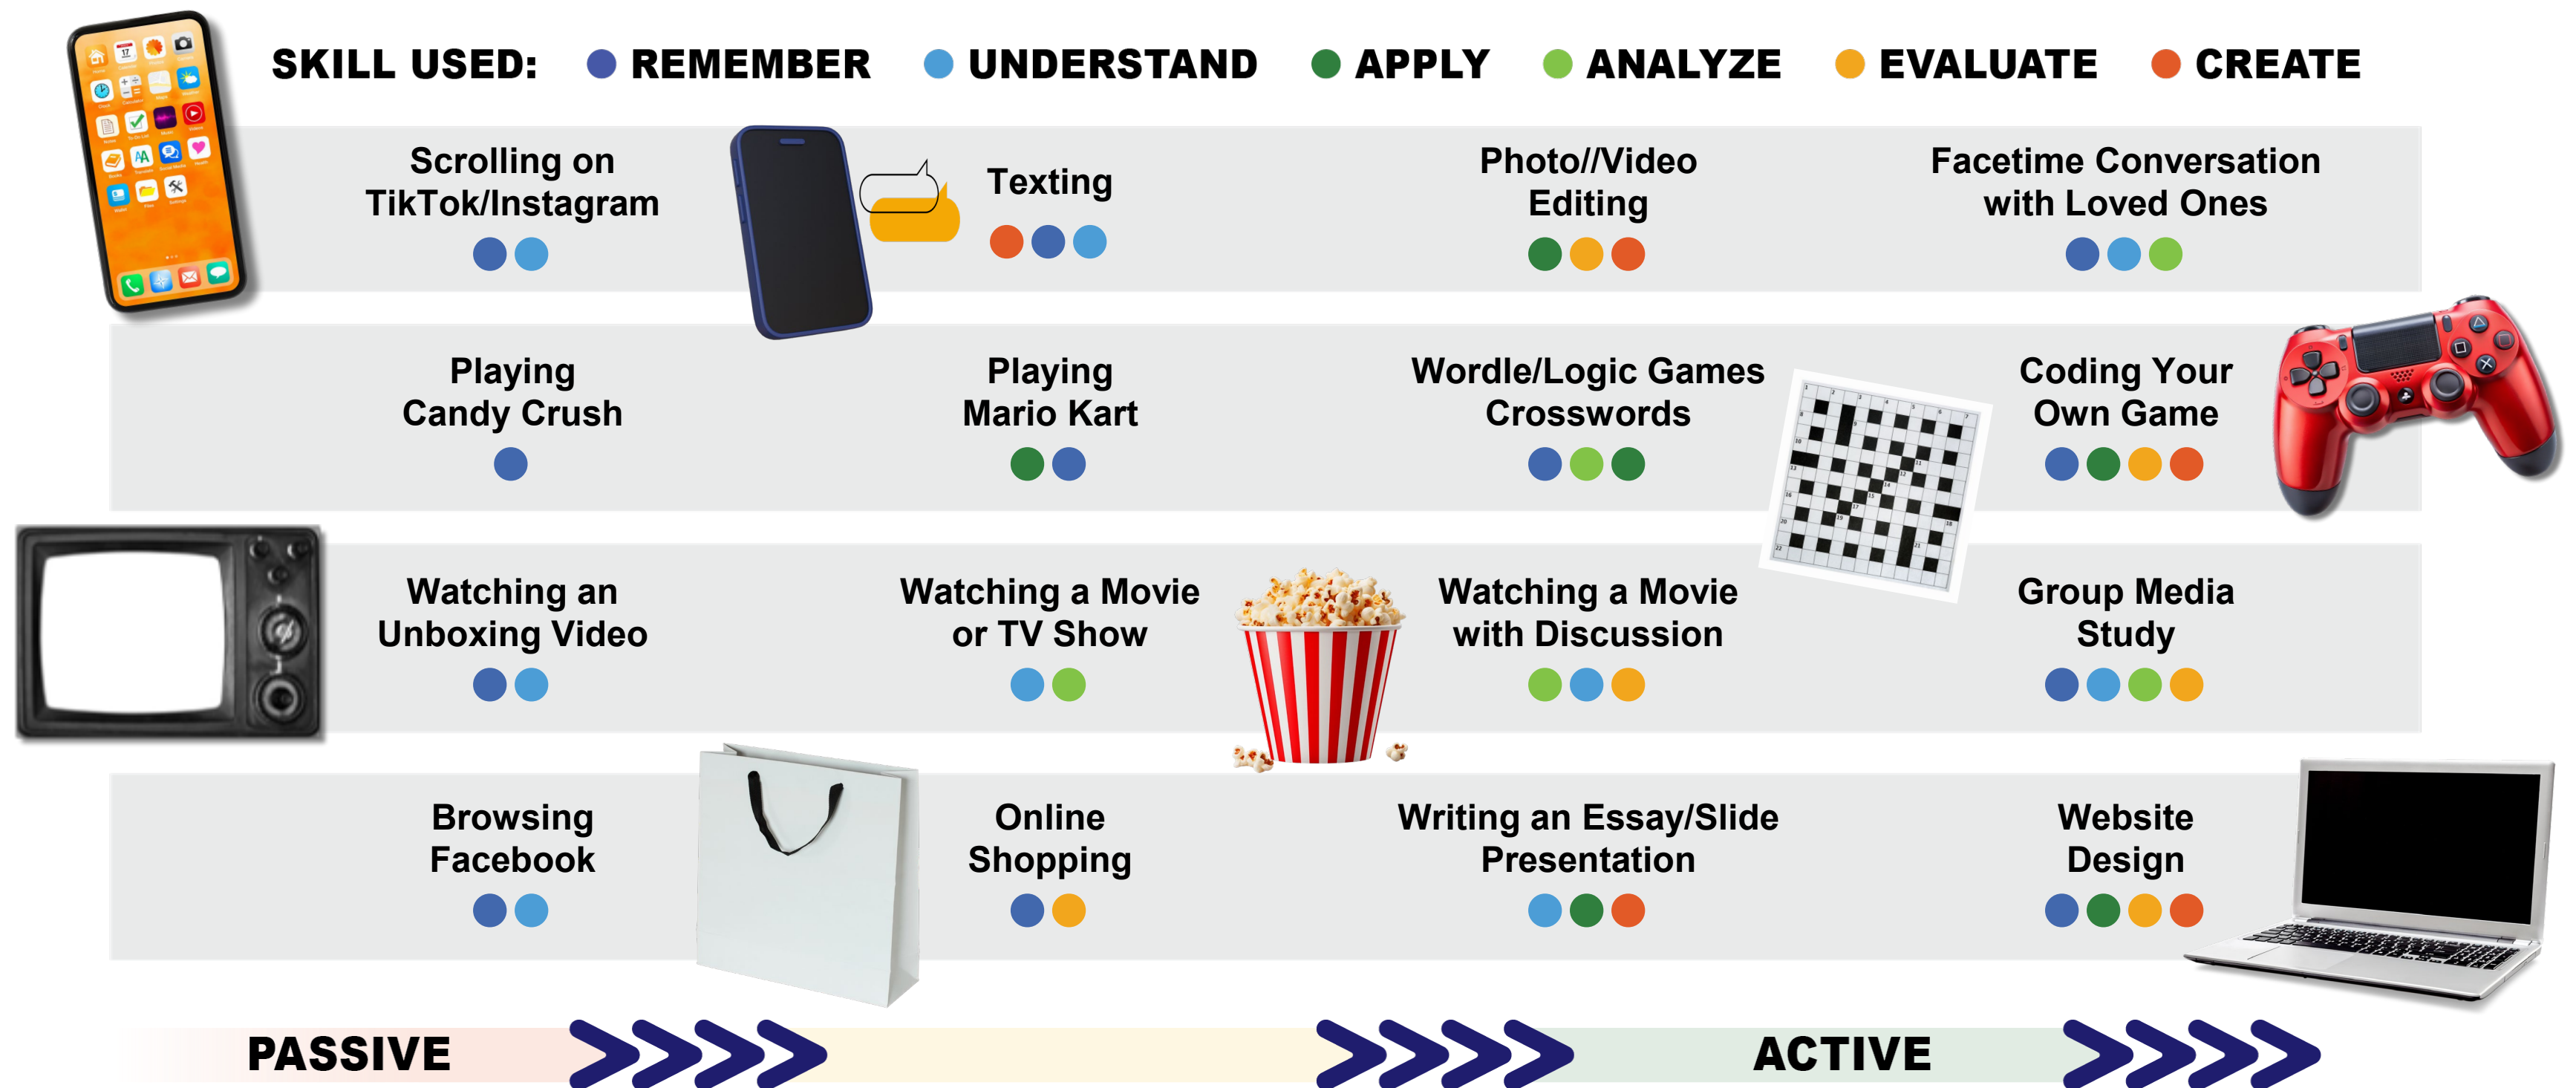 SKILL USED: REMEMBER UNDERSTAND APPLY ANALYZE EVALUATE CREATE
Scrolling on
TikTok/Instagram
Texting
Photo//Video
Editing
Facetime Conversation
with Loved Ones
Playing
Candy Crush
Playing
Mario Kart
Wordle/Logic Games
Crosswords
Coding Your
Own Game
Watching an
Unboxing Video
Watching a Movie
or TV Show
Watching a Movie
with Discussion
Group Media
Study
Browsing
Facebook
Online
Shopping
Writing an Essay/Slide
Presentation
Website
Design
PASSIVE
ACTIVE